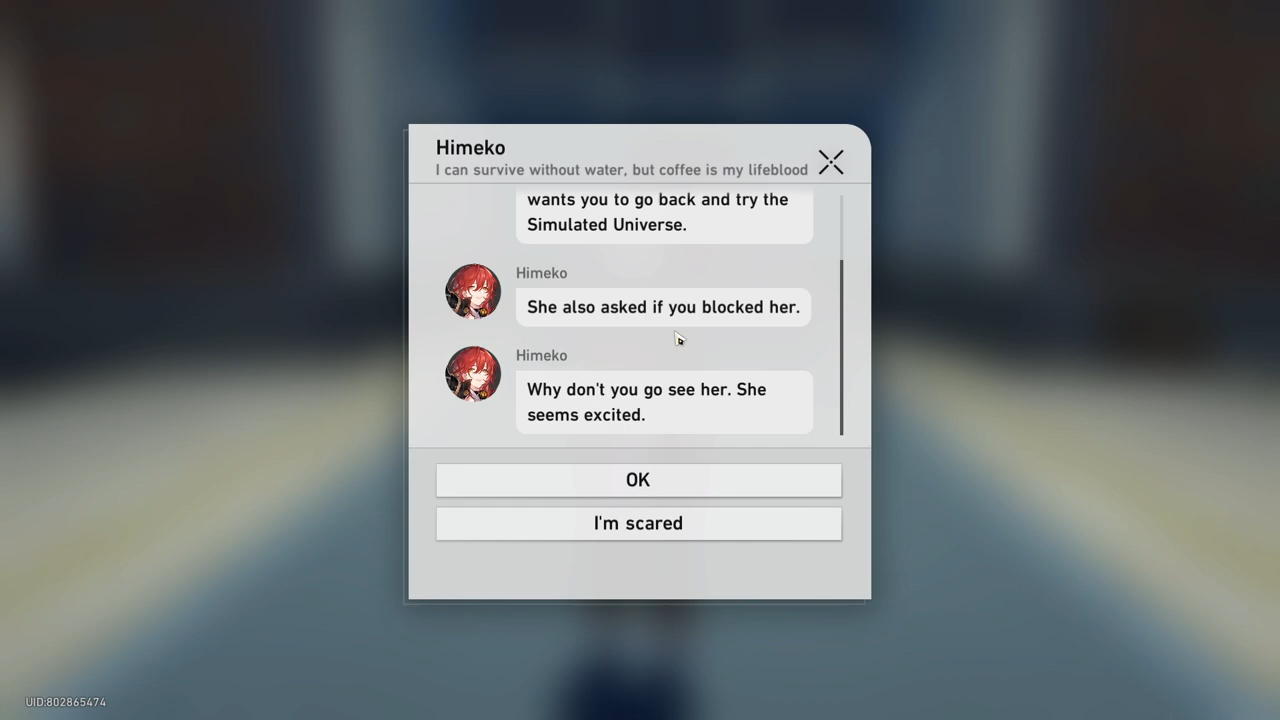 Himeko
I can survive without water, but coffee is my lifeblood
wants you to go back and try the
Simulated Universe.
Himeko
She also asked if you blocked her.
Himeko
Why don't you go see her. She
seems excited.
OK
I'm scared
UID:802865474